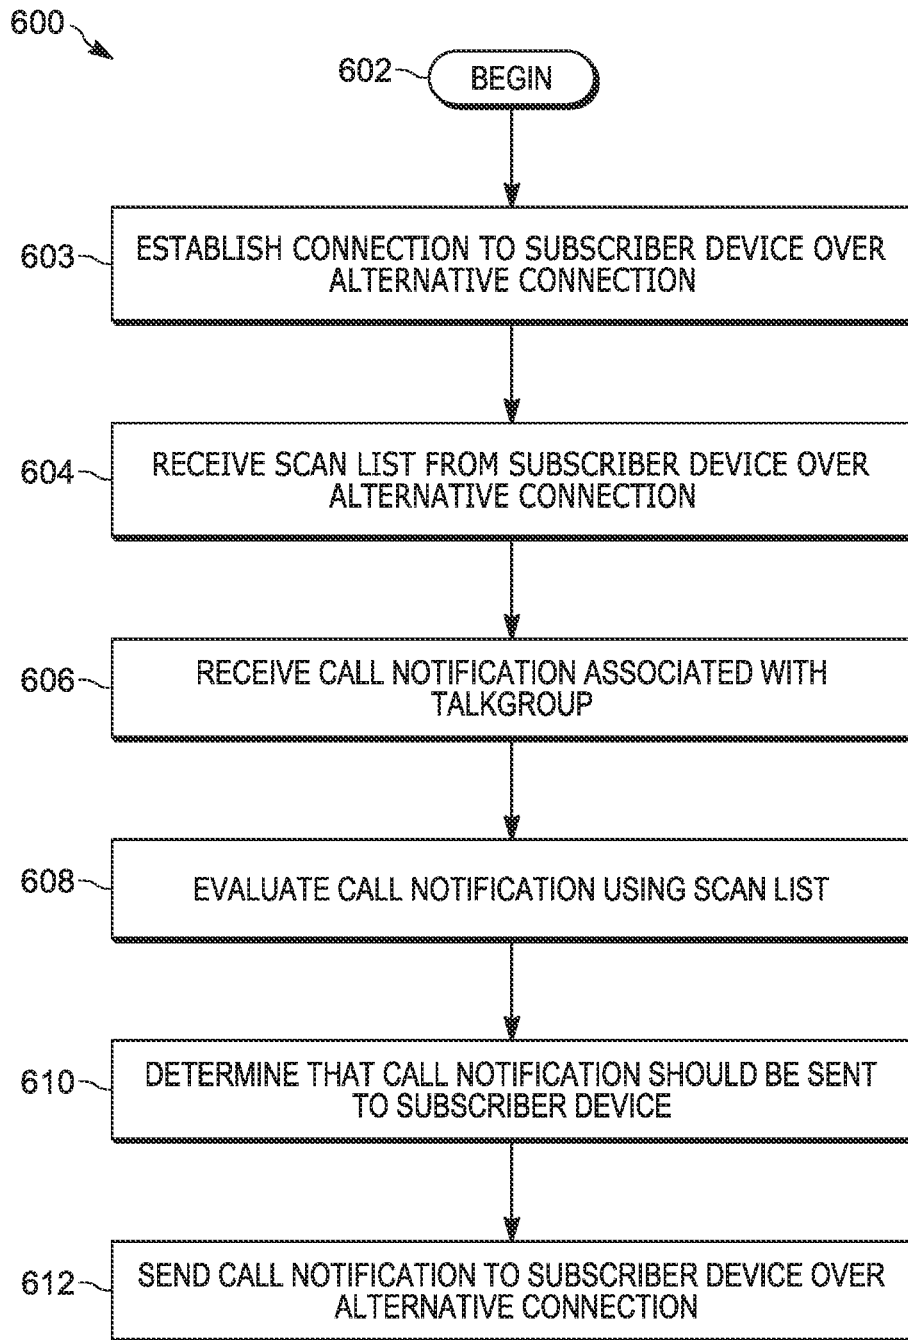 600
602
BEGIN
603
ESTABLISH CONNECTION TO SUBSCRIBER DEVICE OVER
ALTERNATIVE CONNECTION
604
RECEIVE SCAN LIST FROM SUBSCRIBER DEVICE OVER
ALTERNATIVE CONNECTION
606
RECEIVE CALL NOTIFICATION ASSOCIATED WITH
TALKGROUP
608
EVALUATE CALL NOTIFICATION USING SCAN LIST
610
DETERMINE THAT CALL NOTIFICATION SHOULD BE SENT
TO SUBSCRIBER DEVICE
612
SEND CALL NOTIFICATION TO SUBSCRIBER DEVICE OVER
ALTERNATIVE CONNECTION